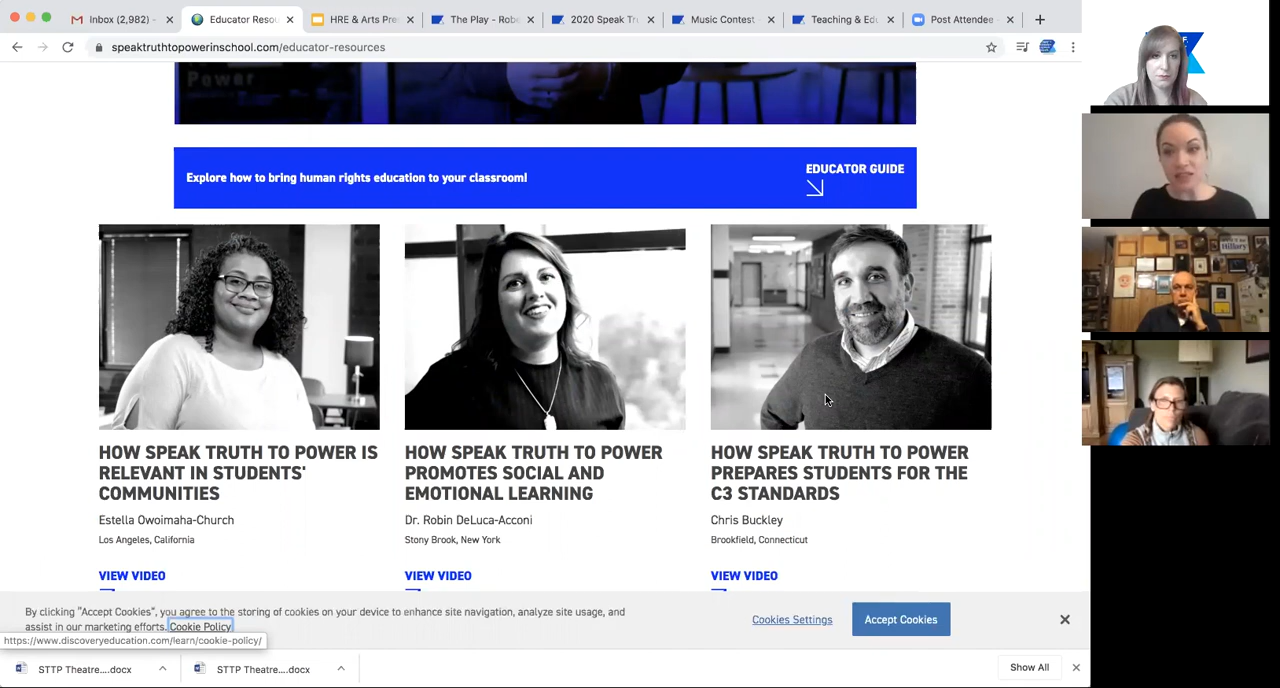 Inbox (2,982) -
Educator Resou
HRE & Arts Pre
The Play - Robe
2020 Speak Tru
Music Contest
Teaching & Edu
Post Attendee -
speaktruthtopowerinschool.com/educator-resources
Power
Explore how to bring human rights education to your classroom!
EDUCATOR GUIDE
HOW SPEAK TRUTH TO POWER IS
RELEVANT IN STUDENTS'
COMMUNITIES
Estella Owoimaha-Church
Los Angeles, California
VIEW VIDEO
HOW SPEAK TRUTH TO POWER
PROMOTES SOCIAL AND
EMOTIONAL LEARNING
Dr. Robin DeLuca-Acconi
Stony Brook, New York
VIEW VIDEO
HOW SPEAK TRUTH TO POWER
PREPARES STUDENTS FOR THE
C3 STANDARDS
Chris Buckley
Brookfield, Connecticut
VIEW VIDEO
By clicking "Accept Cookies", you agree to the storing of cookies on your device to enhance site navigation, analyze site usage, and
assist in our marketing efforts. Cookie Policy
Cookies Settings
Accept Cookies
https://www.discoveryeducation.com/learn/cookie-policy/
STTP Theatre....docx
STTP Theatre....docx
Show All
Hillary